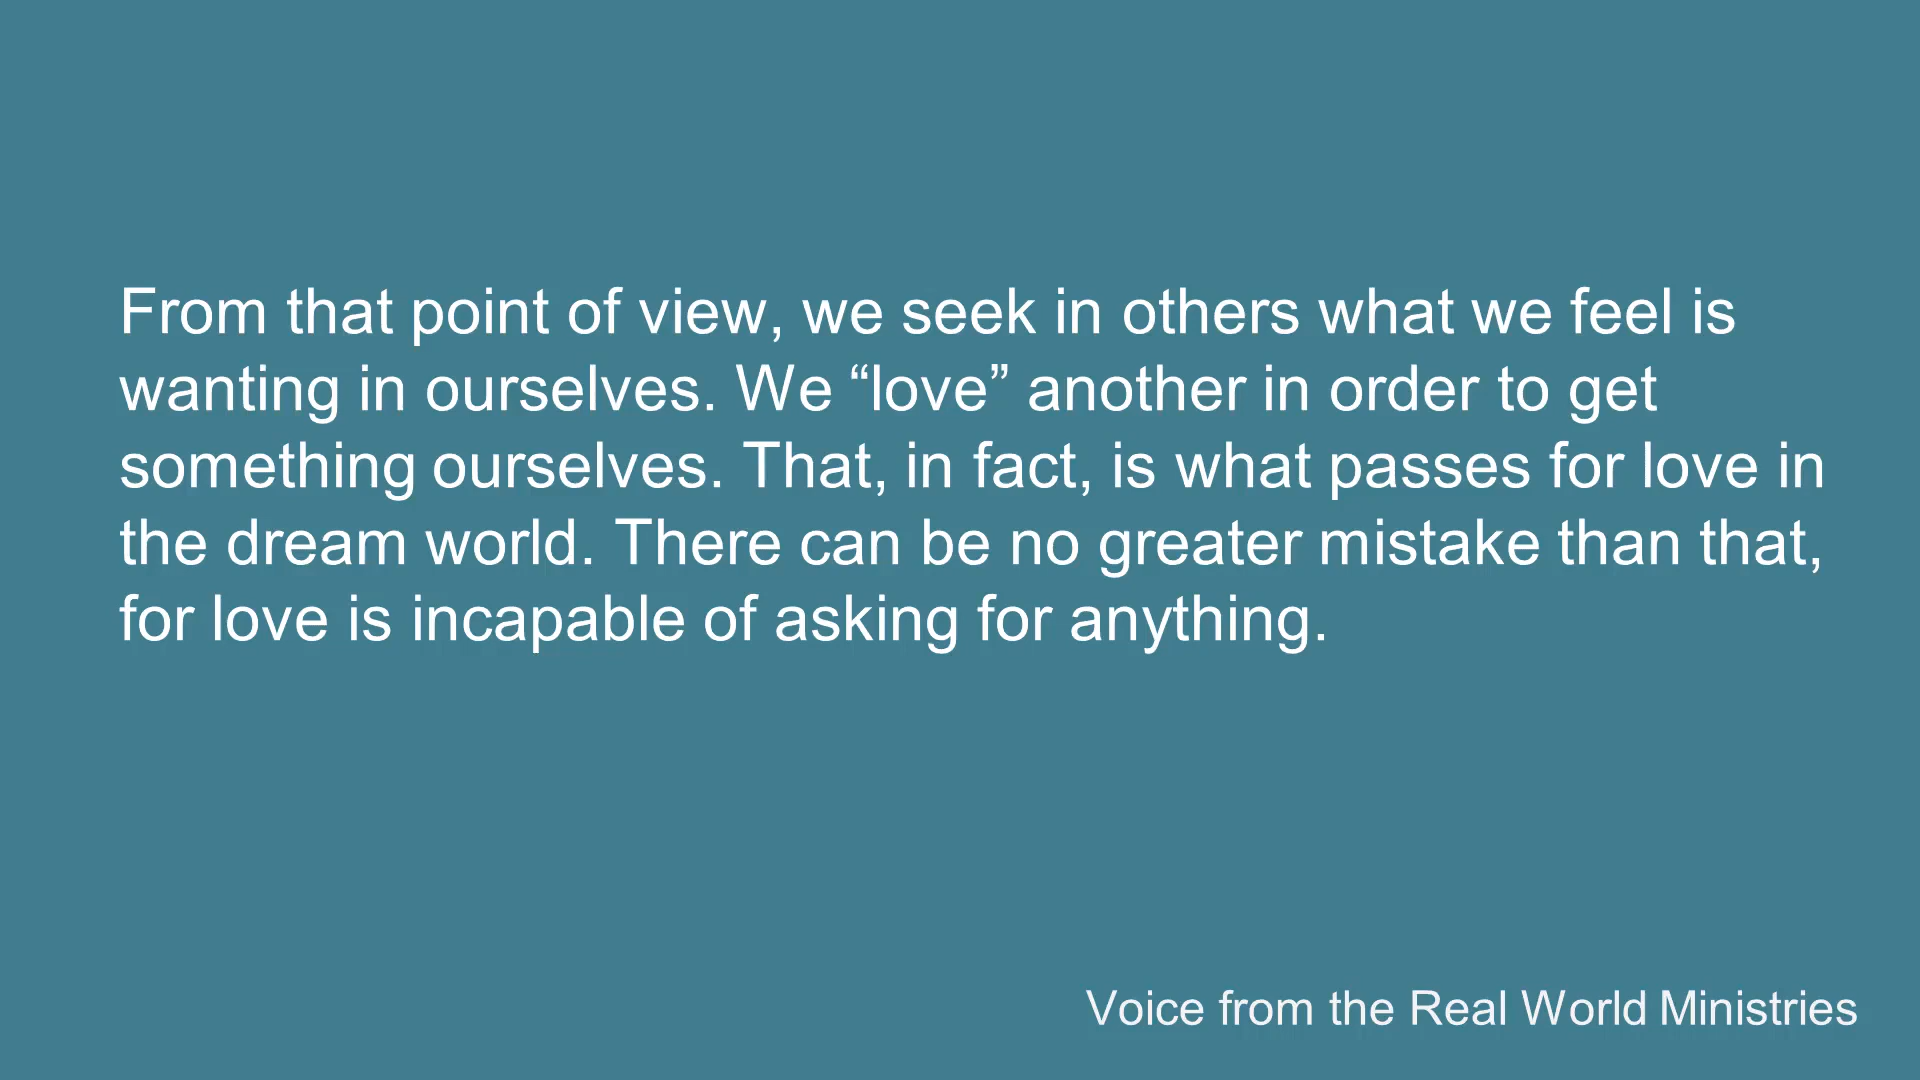 From that point of view, we seek in others what we feel is
wanting in ourselves. We “love” another in order to get
something ourselves. That, in fact, is what passes for love in
the dream world. There can be no greater mistake than that,
for love is incapable of asking for anything.
Voice from the Real World Ministries